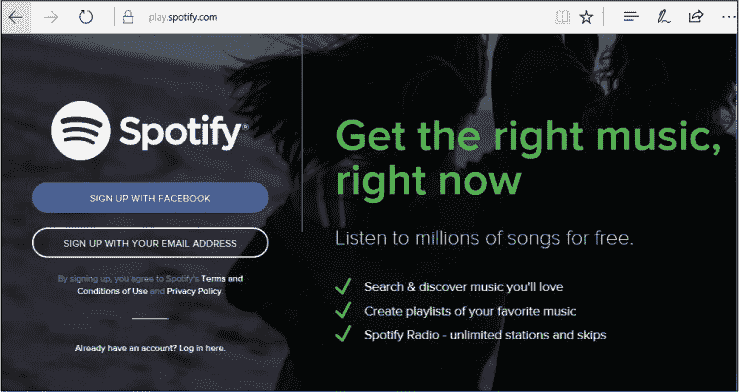 play.spotify.com
Spotify®
SIGN UP WITH FACEBOOK
SIGN UP WITH YOUR EMAIL ADDRESS
By signing up, you agree to Spotify's Terms and
Conditions of Use and Privacy Policy.
Already have an account? Log in here.
Get the right music,
right now
Listen to millions of songs for free.
Search & discover music you'll love
Create playlists of your favorite music
Spotify Radio - unlimited stations and skips